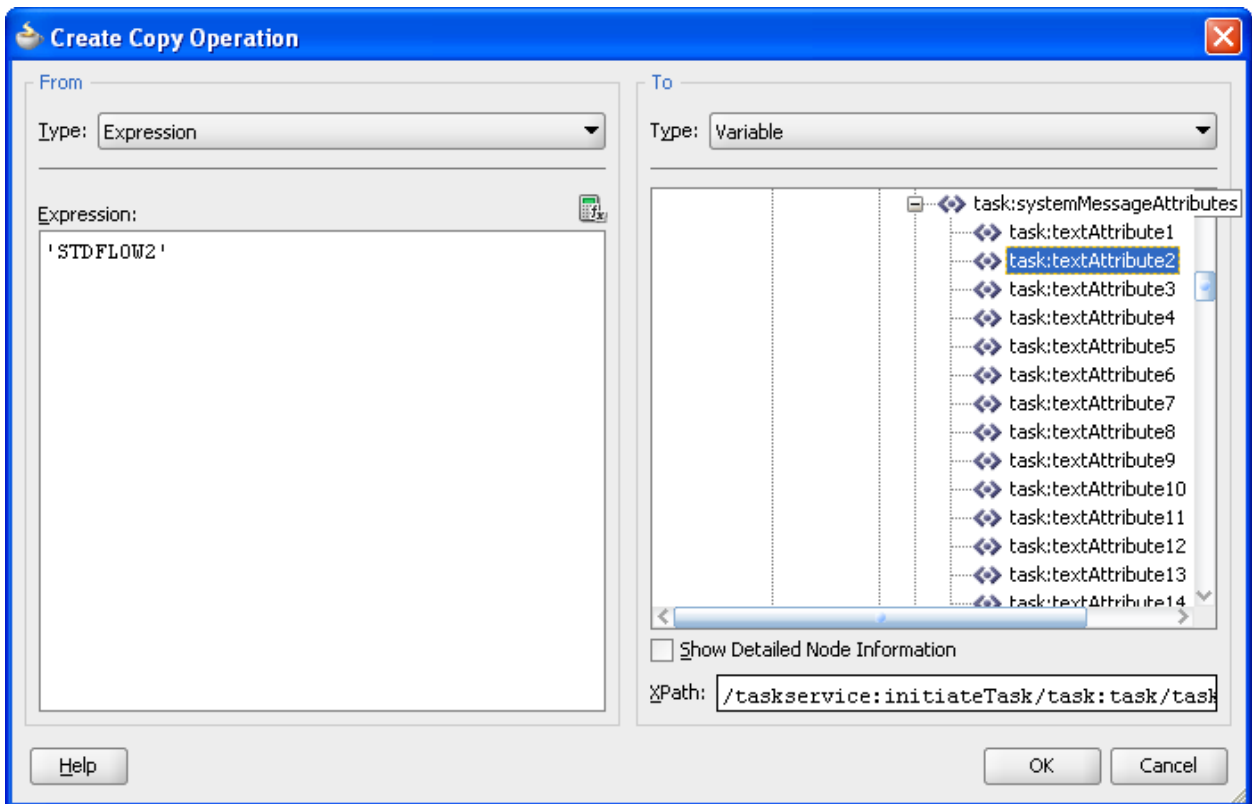 Create Copy Operation
From
Type: Expression
Expression:
'STDFLOW2'
To
Type: Variable
task:systemMessageAttributes
task:textAttribute1
task:textAttribute2
task:textAttribute3
task:textAttribute4
task:textAttribute5
task:textAttribute6
task:textAttribute7
task:textAttribute8
task:textAttribute9
task:textAttribute10
task:textAttribute11
task:textAttribute12
task:textAttribute13
task:textAttribute14
Show Detailed Node Information
XPath: /taskservice:initiateTask/task:task/task
Help
OK
Cancel